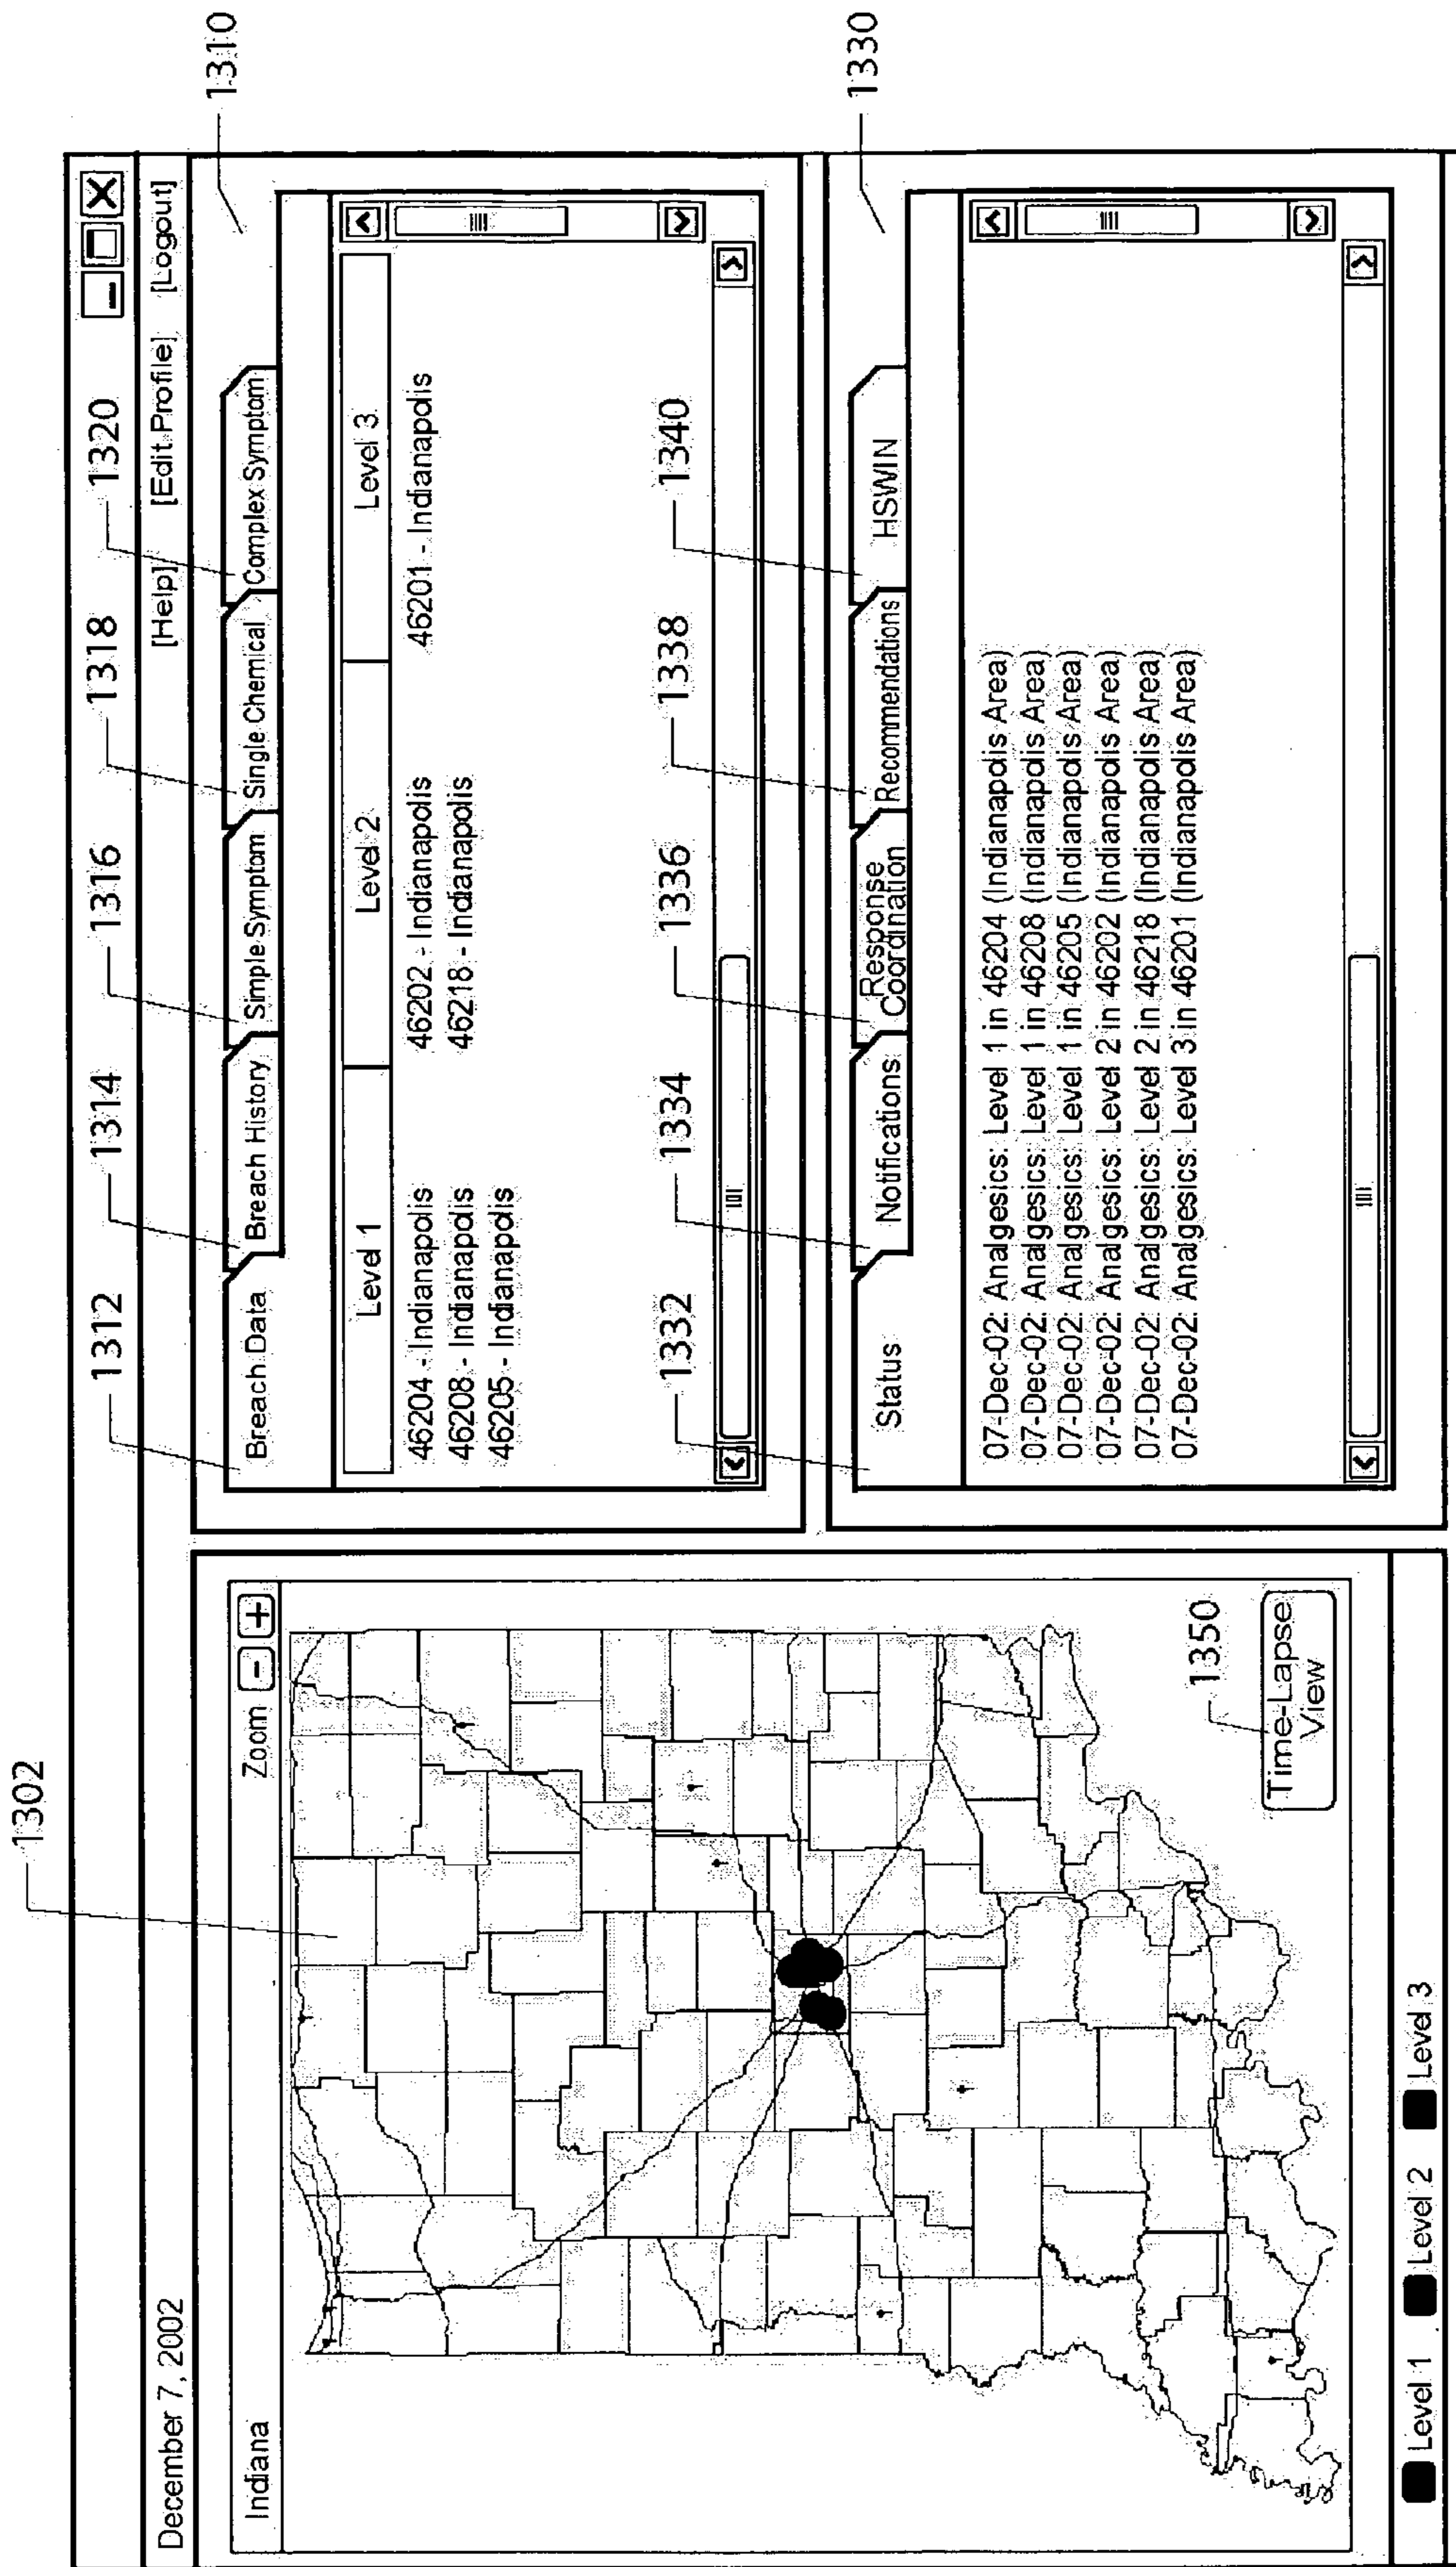 1302
December 7, 2002
[Help] [Edit Profile] [Logout]
Indiana
Zoom - +
Time-Lapse
View
1350
Level 1 Level 2 Level 3
1310
1312 1314 1316 1318 1320
Breach Data Breach History Simple Symptom Single Chemical Complex Symptom
Level 1 Level 2 Level 3
46204 - Indianapolis 46202 - Indianapolis 46201 - Indianapolis
46208 - Indianapolis 46218 - Indianapolis
46205 - Indianapolis
1330
1332 1334 1336 1338 1340
Status Notifications Response Coordination Recommendations HSWIN
07-Dec-02: Analgesics: Level 1 in 46204 (Indianapolis Area)
07-Dec-02: Analgesics: Level 1 in 46208 (Indianapolis Area)
07-Dec-02: Analgesics: Level 1 in 46205 (Indianapolis Area)
07-Dec-02: Analgesics: Level 2 in 46202 (Indianapolis Area)
07-Dec-02: Analgesics: Level 2 in 46218 (Indianapolis Area)
07-Dec-02: Analgesics: Level 3 in 46201 (Indianapolis Area)